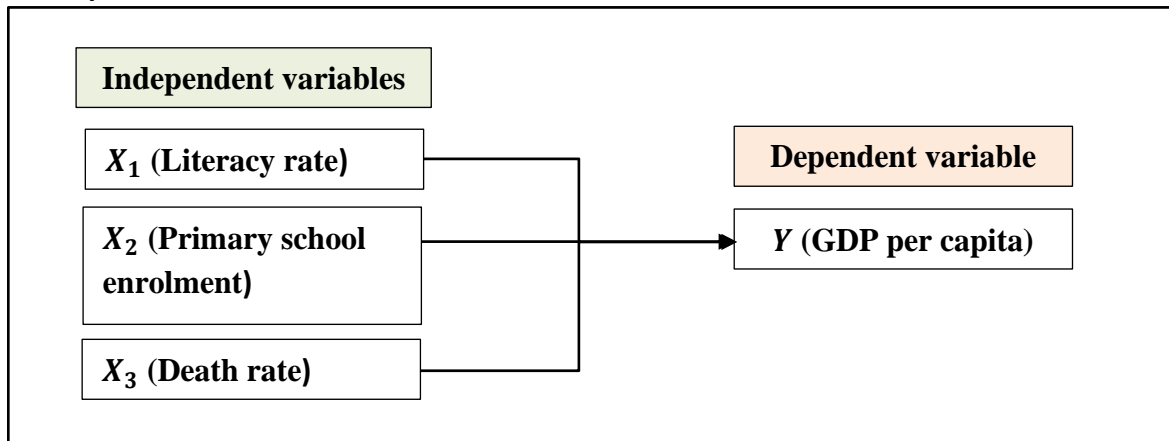 Independent variables
X₁ (Literacy rate)
X₂ (Primary school
enrolment)
X₃ (Death rate)
Dependent variable
Y (GDP per capita)